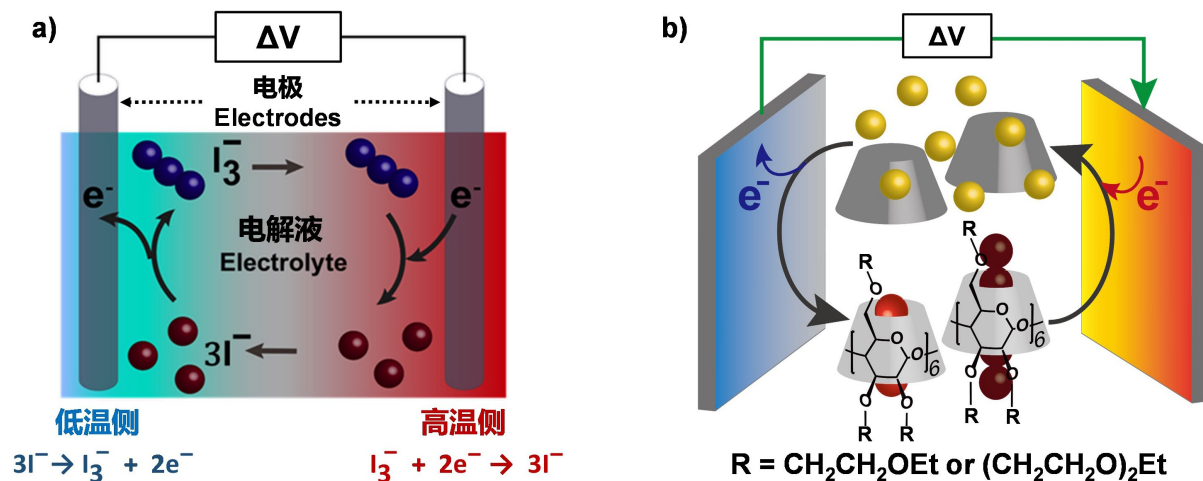 a)
ΔV
电极
Electrodes
I₃⁻
e⁻
e⁻
电解液
Electrolyte
3I⁻
低温侧
高温侧
3I⁻ → I₃⁻ + 2e⁻
I₃⁻ + 2e⁻ → 3I⁻
b)
ΔV
e⁻
e⁻
R
O
O
O
6
O
O
R
R
R
O
O
O
6
O
O
R
R
R = CH₂CH₂OEt or (CH₂CH₂O)₂Et